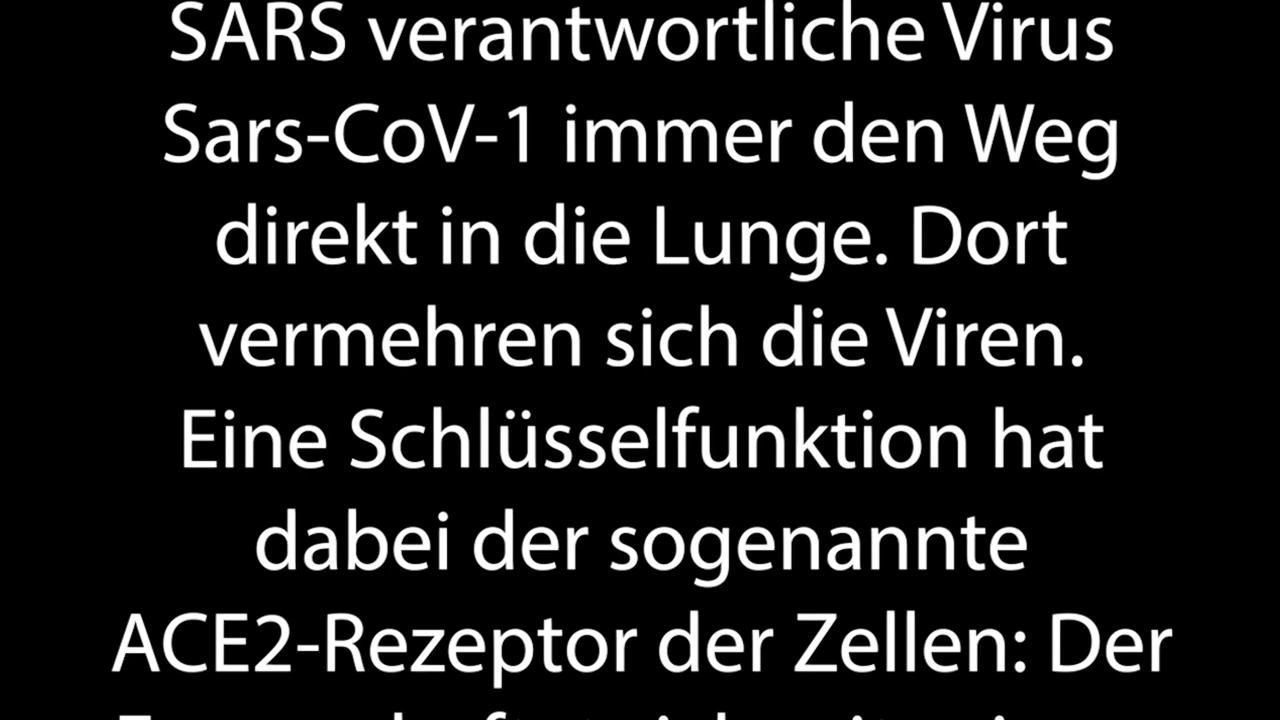 SARS verantwortliche Virus
Sars-CoV-1 immer den Weg
direkt in die Lunge. Dort
vermehren sich die Viren.
Eine Schlüsselfunktion hat
dabei der sogenannte
ACE2-Rezeptor der Zellen: Der